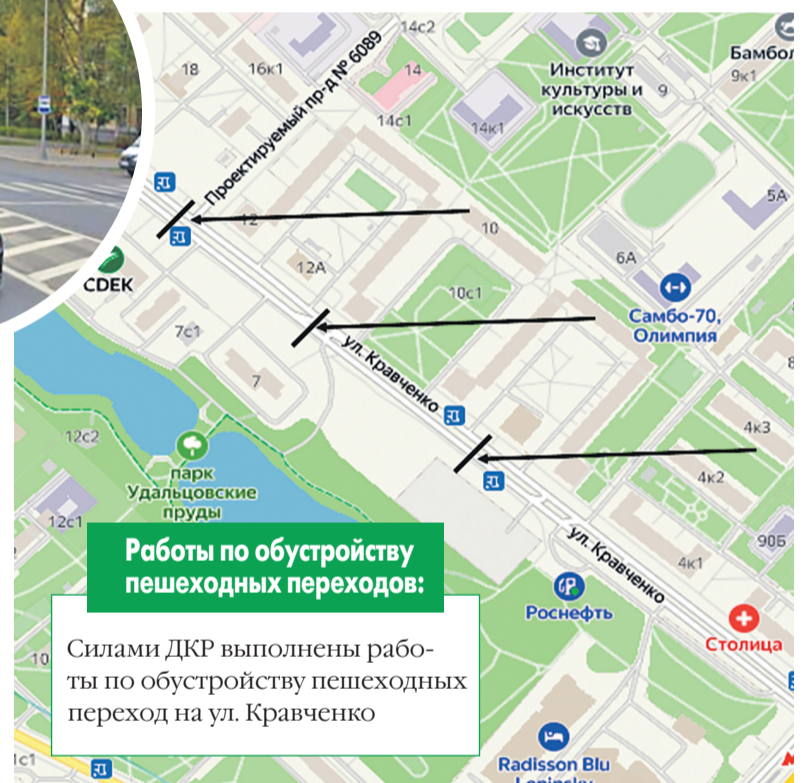 14с2
Бамбол
18
16к1
14
Институт
культуры и
искусств
9
9к1
Проектируемый пр-д № 6089
14с1
14к1
5А
12
10
6А
CDEK
12А
10с1
Самбо-70,
Олимпия
7с1
ул. Кравченко
8
7
4к3
12с2
4к2
парк
Удальцовские
пруды
12с1
ул. Кравченко
90Б
4к1
Работы по обустройству
пешеходных переходов:
Роснефть
Столица
10
Силами ДКР выполнены рабо-
ты по обустройству пешеходных
переход на ул. Кравченко
Radisson Blu